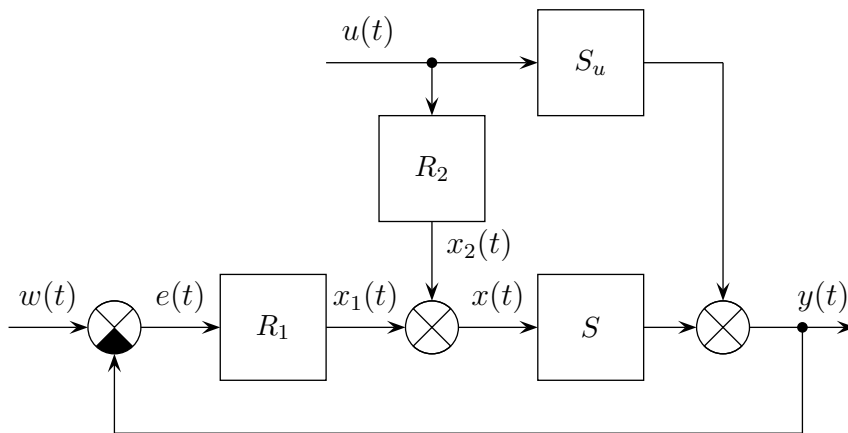 u(t)
S_u
R_2
x_2(t)
w(t) e(t) x_1(t) x(t) y(t)
R_1 S